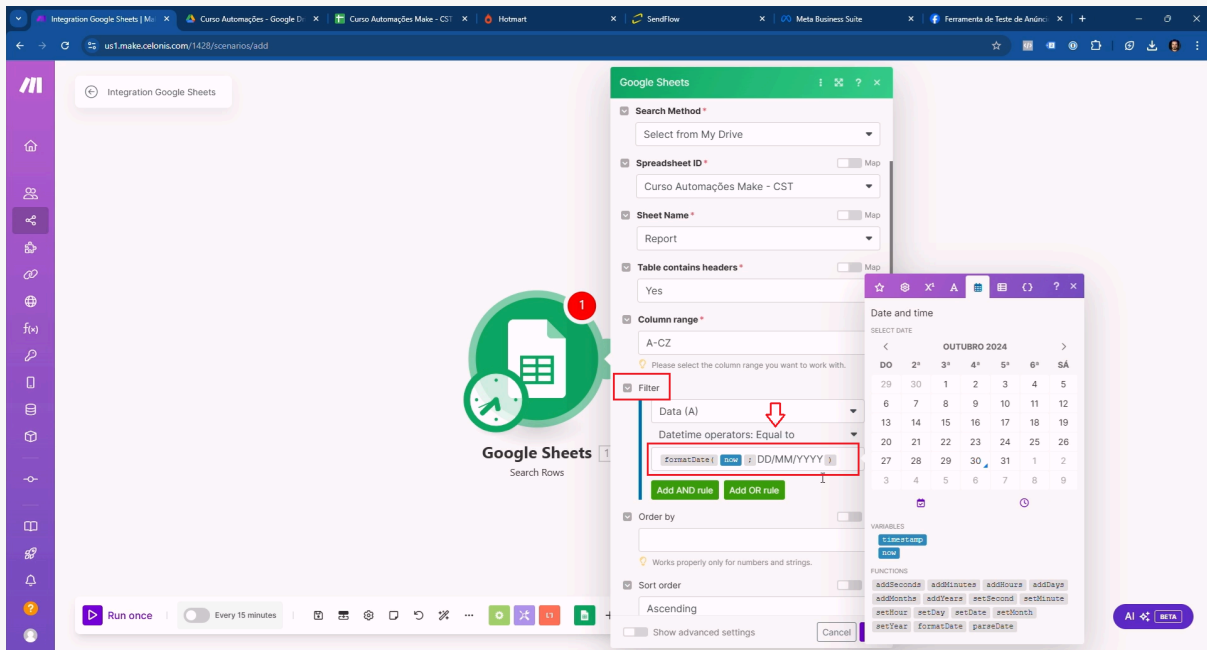 Integration Google Sheets | Ma
Curso Automações - Google D
Curso Automações Make - CST
Hotmart
SendFlow
Meta Business Suite
Ferramenta de Teste de Anúnc
us1.make.celonis.com/1428/scenarios/add
Integration Google Sheets
Google Sheets
Search Method *
Select from My Drive
Spreadsheet ID *
Map
Curso Automações Make - CST
Sheet Name *
Map
Report
Table contains headers *
Map
Yes
Column range *
A-CZ
Please select the column range you want to work with.
Filter
Data (A)
Datetime operators: Equal to
formatDate( now ; DD/MM/YYYY )
Add AND rule
Add OR rule
Order by
Works properly only for numbers and strings.
Sort order
Ascending
Show advanced settings
Cancel
1
Google Sheets 1
Search Rows
Date and time
SELECT DATE
< OUTUBRO 2024 >
DO 2ª 3ª 4ª 5ª 6ª SÁ
29 30 1 2 3 4 5
6 7 8 9 10 11 12
13 14 15 16 17 18 19
20 21 22 23 24 25 26
27 28 29 30 31 1 2
3 4 5 6 7 8 9
VARIABLES
timestamp
now
FUNCTIONS
addSeconds addMinutes addHours addDays
addMonths addYears setSecond setMinute
setHour setDay setDate setMonth
setYear formatDate parseDate
Run once
Every 15 minutes
AI BETA